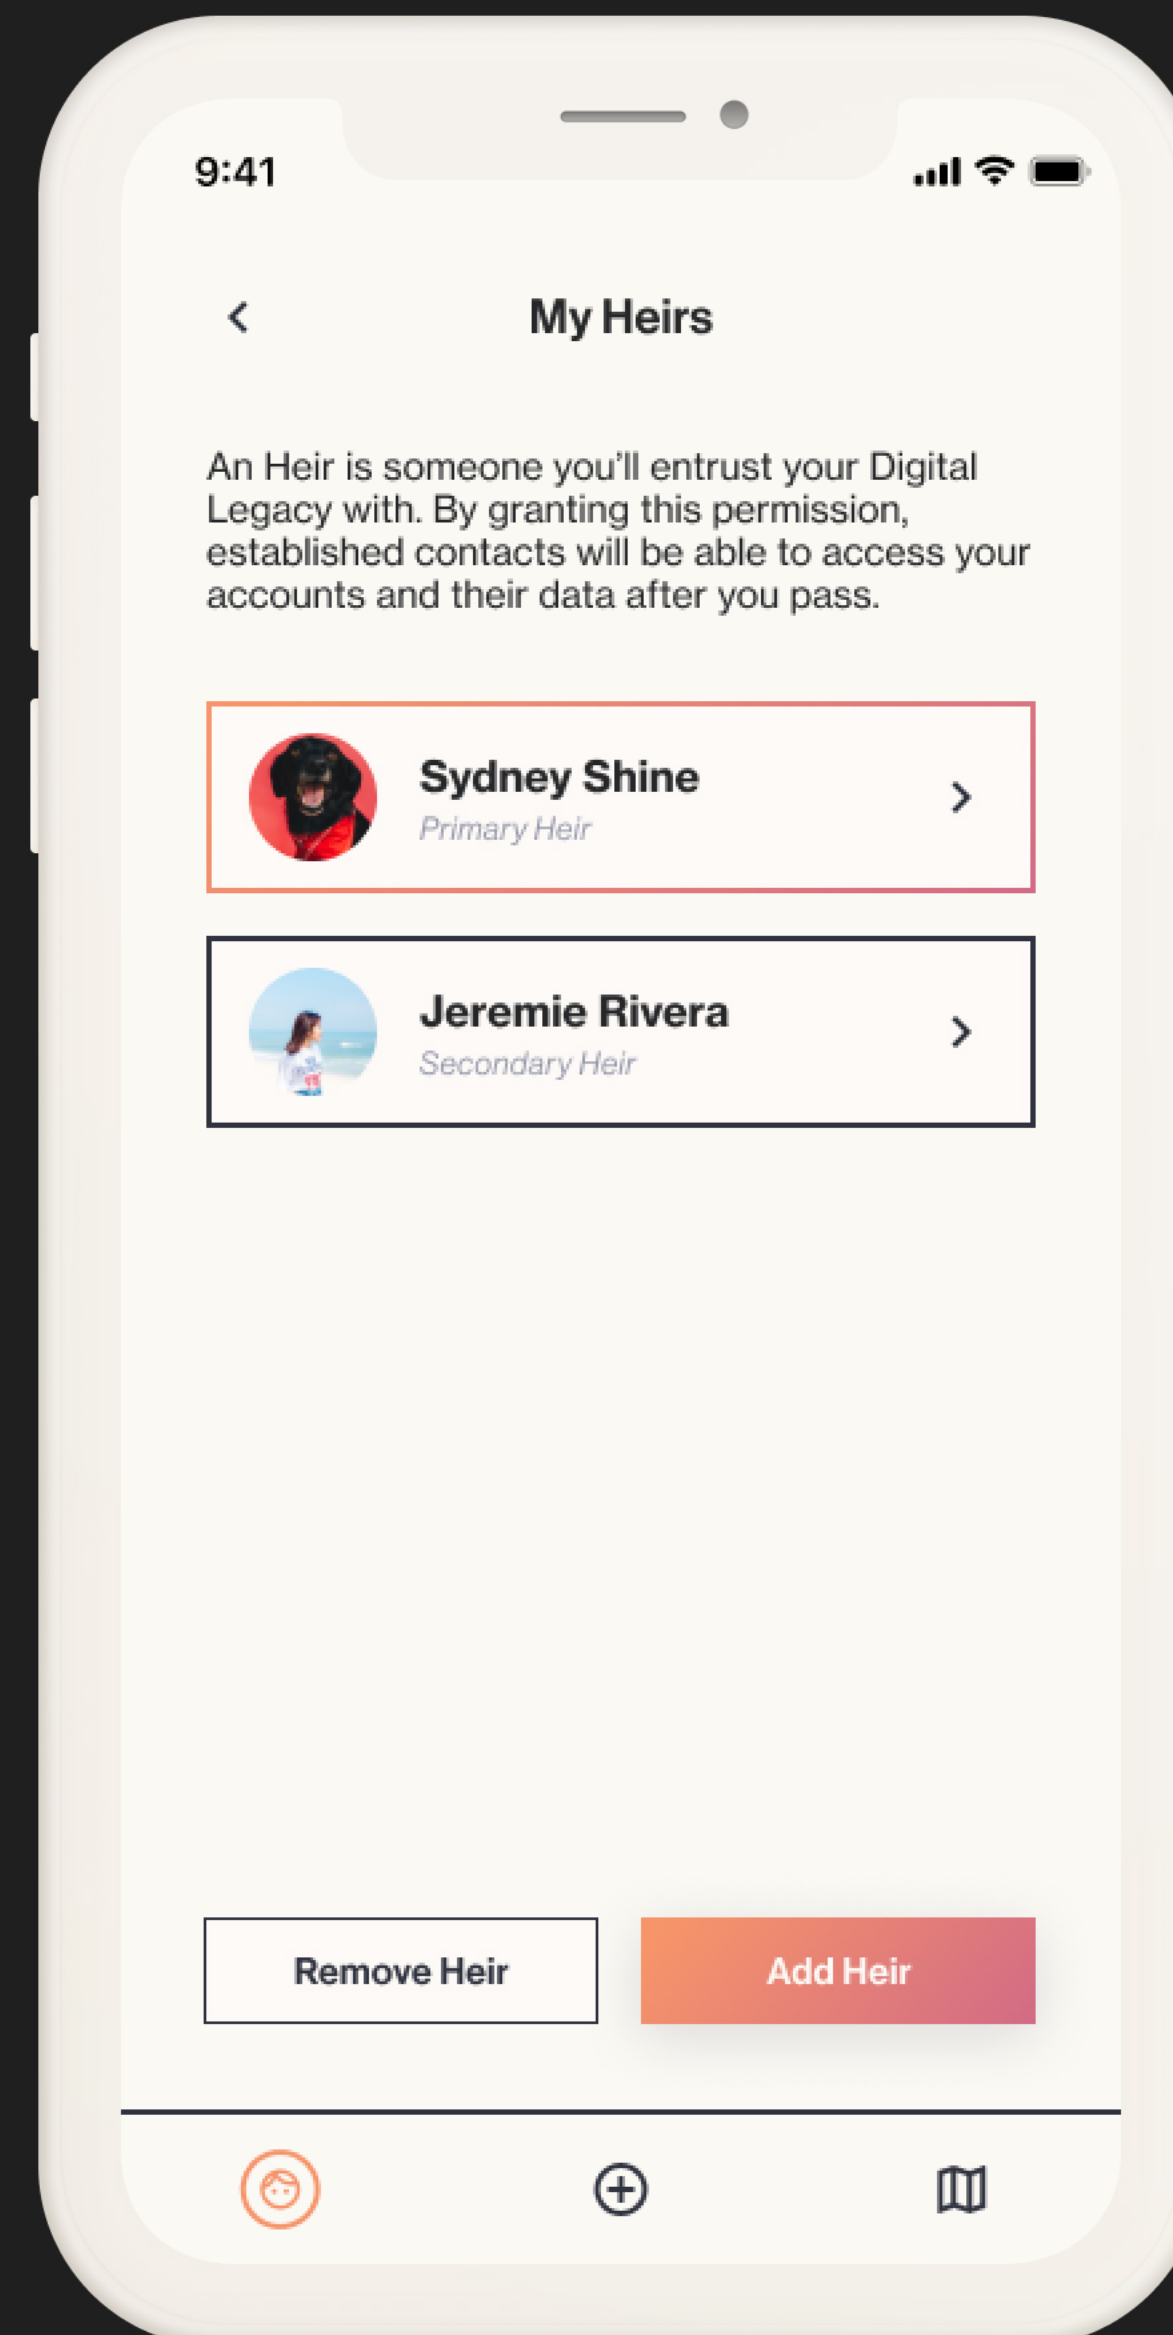 9:41
My Heirs
An Heir is someone you’ll entrust your Digital
Legacy with. By granting this permission,
established contacts will be able to access your
accounts and their data after you pass.
Sydney Shine
Primary Heir
Jeremie Rivera
Secondary Heir
Remove Heir
Add Heir